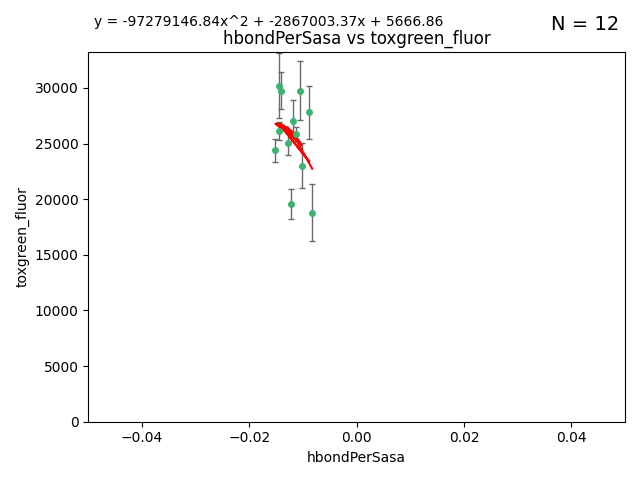 y = -97279146.84x^2 + -2867003.37x + 5666.86
N = 12
hbondPerSasa vs toxgreen_fluor
30000
25000
20000
15000
10000
5000
0
toxgreen_fluor
−0.04
−0.02
0.00
0.02
0.04
hbondPerSasa